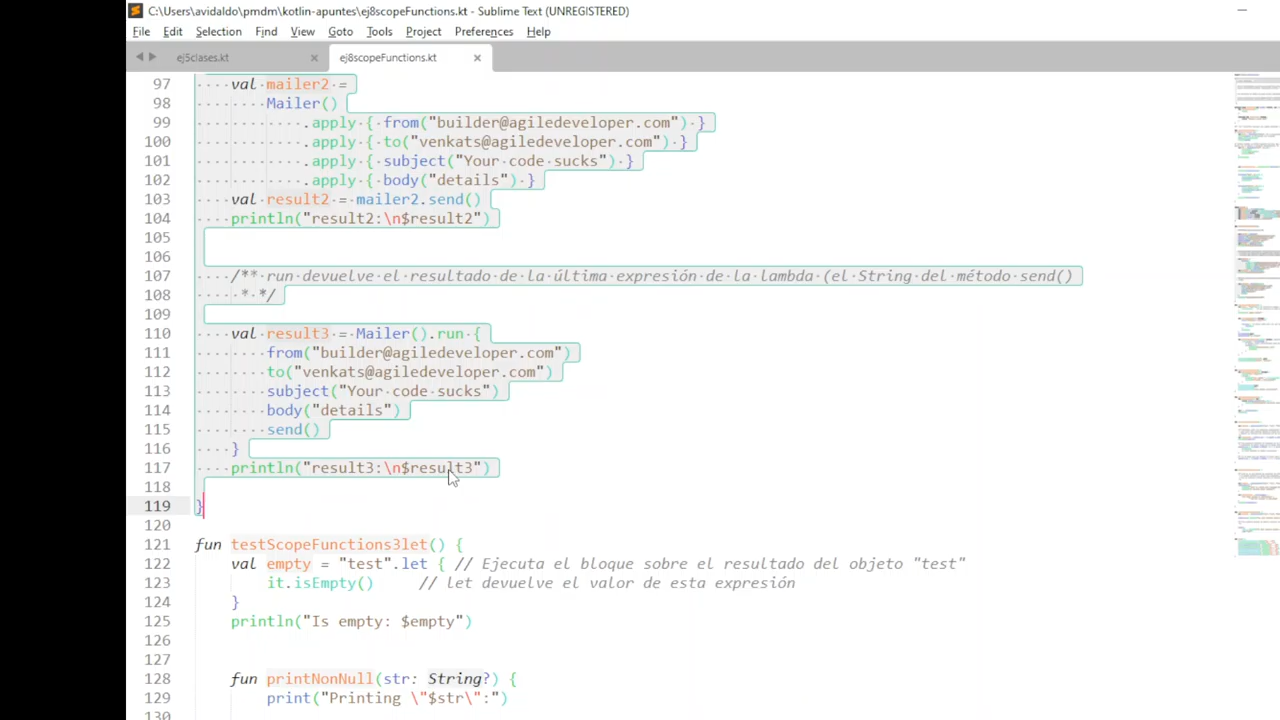 C:\Users\avidaldo\pmdm\kotlin-apuntes\ej8scopeFunctions.kt - Sublime Text (UNREGISTERED)
File Edit Selection Find View Goto Tools Project Preferences Help
ej5clases.kt ej8scopeFunctions.kt
97 val mailer2 =
98 Mailer()
99 .apply { from("builder@agiledeveloper.com") }
100 .apply { to("venkats@agiledeveloper.com") }
101 .apply { subject("Your code sucks") }
102 .apply { body("details") }
103 val result2 = mailer2.send()
104 println("result2:\n$result2")
105
106
107 /** run devuelve el resultado de la última expresión de la lambda (el String del método send()
108 * */
109
110 val result3 = Mailer().run {
111 from("builder@agiledeveloper.com")
112 to("venkats@agiledeveloper.com")
113 subject("Your code sucks")
114 body("details")
115 send()
116 }
117 println("result3:\n$result3")
118
119 }
120
121 fun testScopeFunctions3let() {
122 val empty = "test".let { // Ejecuta el bloque sobre el resultado del objeto "test"
123 it.isEmpty() // let devuelve el valor de esta expresión
124 }
125 println("Is empty: $empty")
126
127
128 fun printNonNull(str: String?) {
129 print("Printing \"$str\":")
130